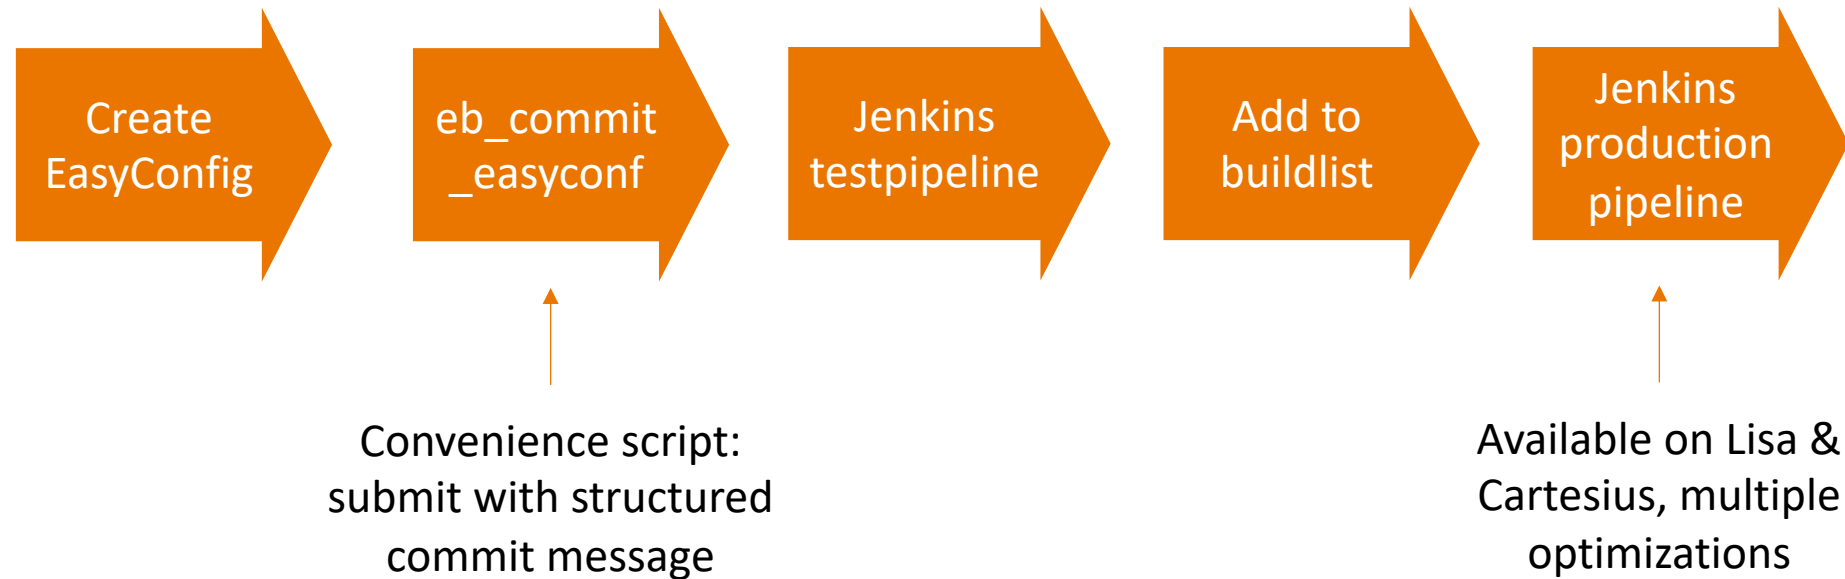 Create
EasyConfig
eb_commit
_easyconf
Jenkins
testpipeline
Add to
buildlist
Jenkins
production
pipeline
Convenience script:
submit with structured
commit message
Available on Lisa &
Cartesius, multiple
optimizations